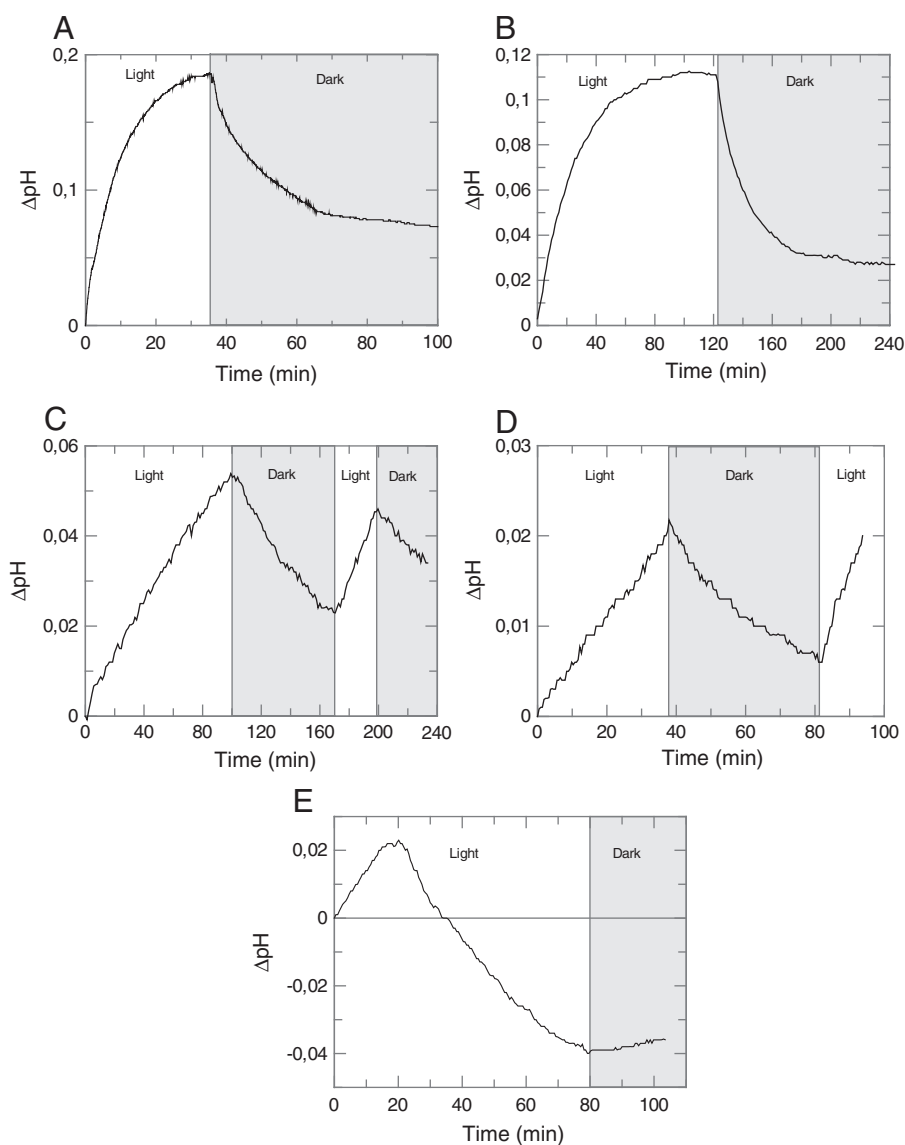 A
B
0,2
Light
Dark
0,1
0
ΔpH
0 20 40 60 80 100
Time (min)
0,12
Light
Dark
0,1
0,08
0,06
0,04
0,02
0
ΔpH
0 40 80 120 160 200 240
Time (min)
C
D
0,06
Light
Dark
Light
Dark
0,04
0,02
0
ΔpH
0 40 80 120 160 200 240
Time (min)
0,03
Light
Dark
Light
0,02
0,01
0
ΔpH
0 20 40 60 80 100
Time (min)
E
0,02
Light
Dark
0
-0,02
-0,04
ΔpH
0 20 40 60 80 100
Time (min)